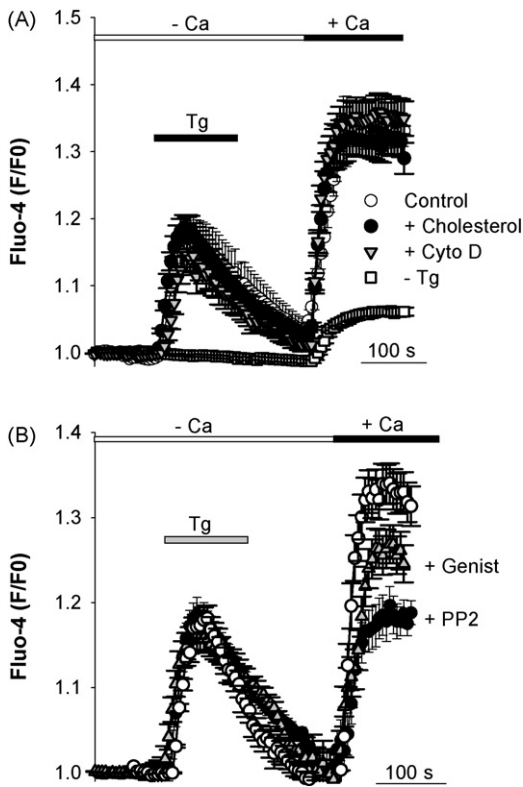 (A)
- Ca
+ Ca
1.5
1.4
1.3
1.2
1.1
1.0
Fluo-4 (F/F0)
Tg
Control
+ Cholesterol
+ Cyto D
- Tg
100 s
(B)
- Ca
+ Ca
1.4
1.3
1.2
1.1
1.0
Fluo-4 (F/F0)
Tg
+ Genist
+ PP2
100 s